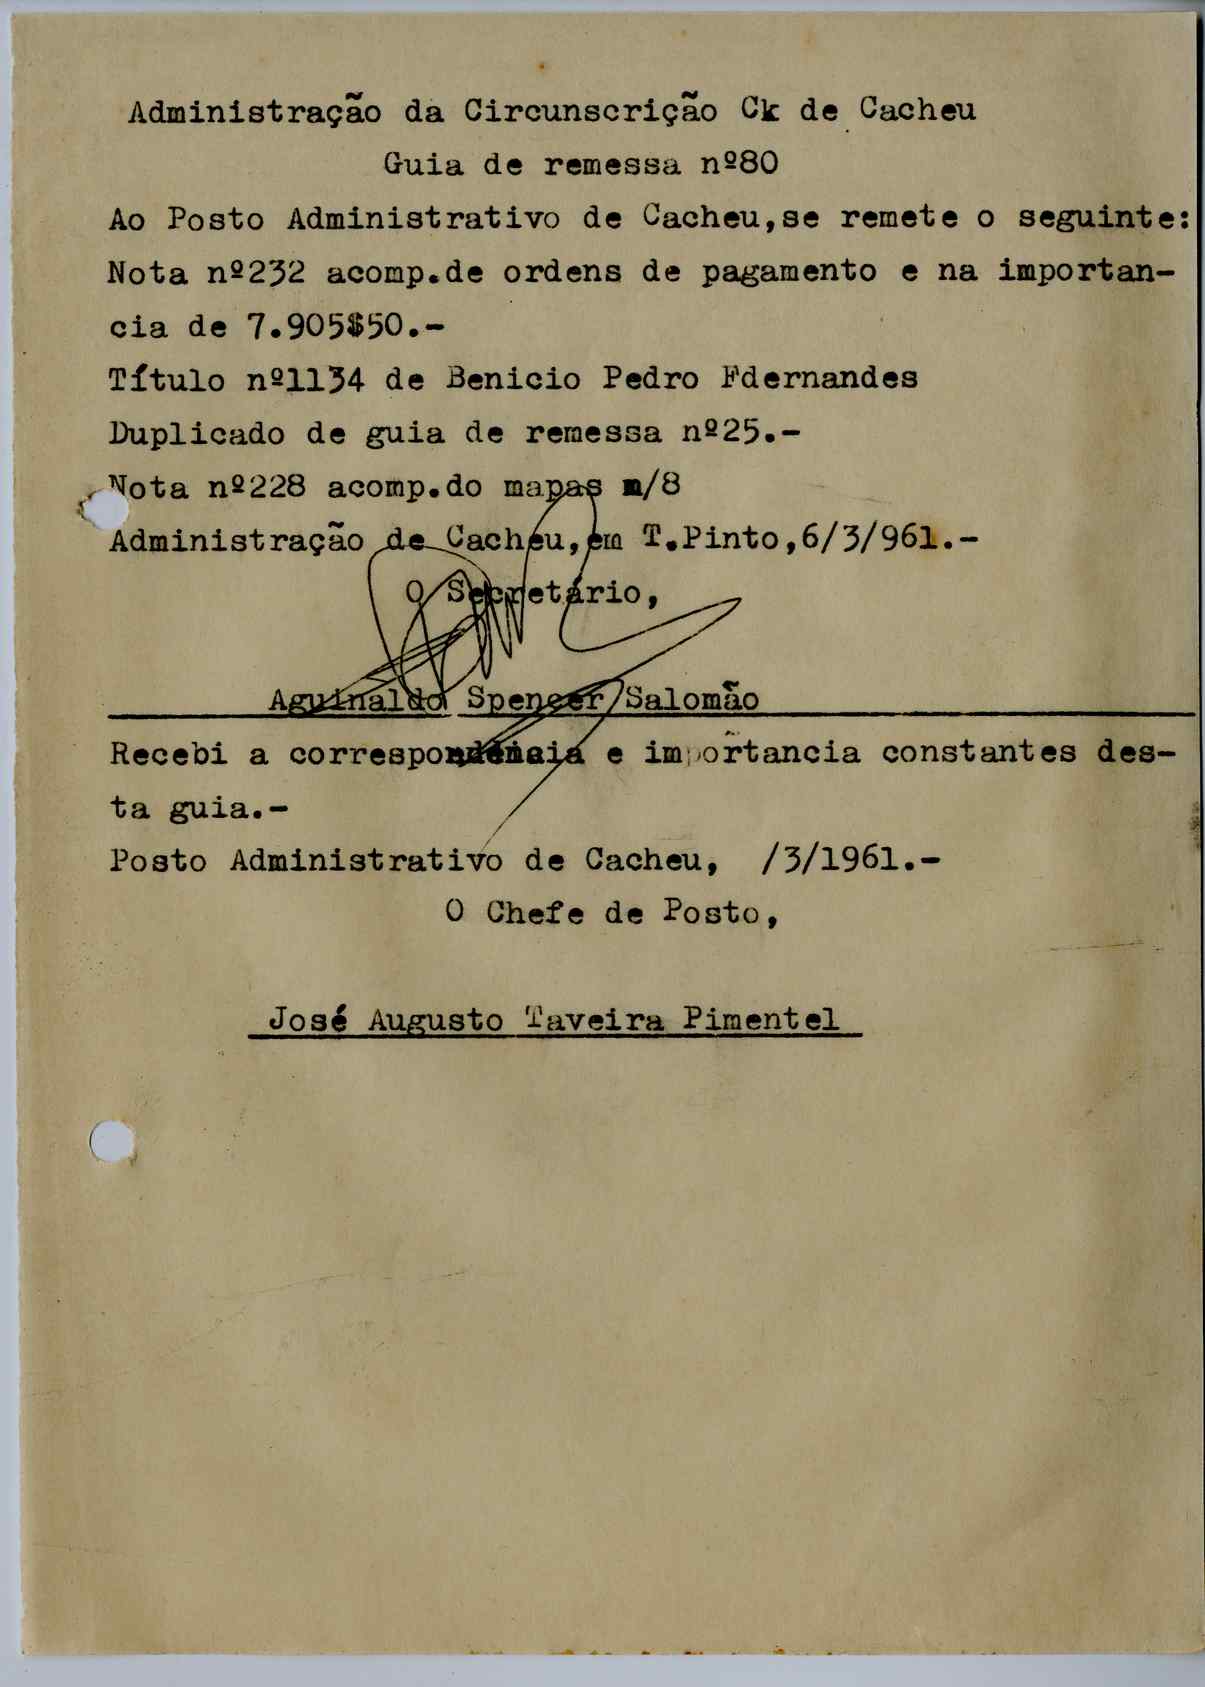 Administração da Circunscrição Ck de Cacheu
Guia de remessa nº80
Ao Posto Administrativo de Cacheu,se remete o seguinte:
Nota nº232 acomp.de ordens de pagamento e na importan-
cia de 7.905$50.-
Título nº1134 de Benicio Pedro Fdernandes
Duplicado de guia de remessa nº25.-
Nota nº228 acomp.do mapas m/8
Administração de Cacheu,em T.Pinto,6/3/961.-
O Secretário,
Aguinaldo Spencer Salomão
Recebi a correspondencia e importancia constantes des-
ta guia.-
Posto Administrativo de Cacheu, /3/1961.-
O Chefe de Posto,
José Augusto Taveira Pimentel